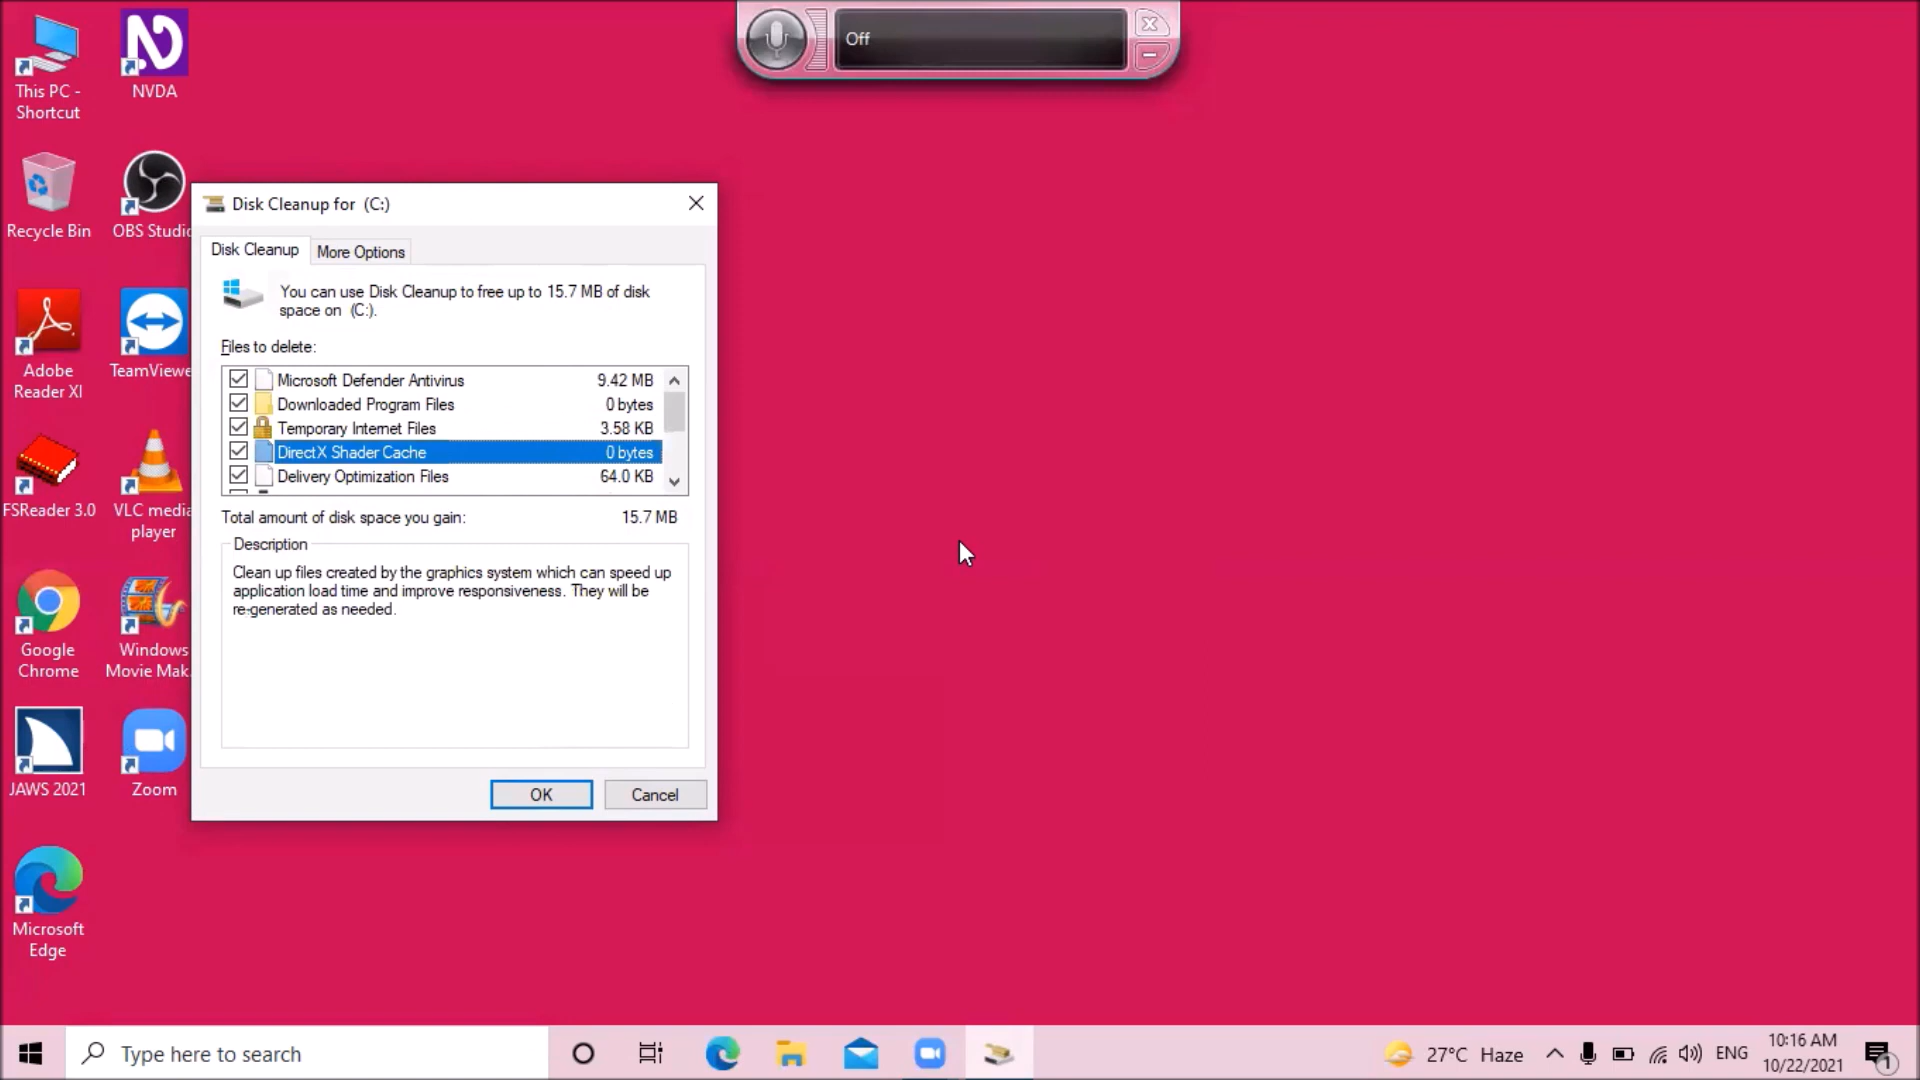 Off
This PC -
Shortcut
NVDA
Recycle Bin
OBS Studio
Adobe
Reader XI
TeamViewe
FSReader 3.0
VLC media
player
Google
Chrome
Windows
Movie Mak
JAWS 2021
Zoom
Microsoft
Edge
Disk Cleanup for (C:)
Disk Cleanup
More Options
You can use Disk Cleanup to free up to 15.7 MB of disk
space on (C:).
Files to delete:
Microsoft Defender Antivirus 9.42 MB
Downloaded Program Files 0 bytes
Temporary Internet Files 3.58 KB
DirectX Shader Cache 0 bytes
Delivery Optimization Files 64.0 KB
Total amount of disk space you gain: 15.7 MB
Description
Clean up files created by the graphics system which can speed up
application load time and improve responsiveness. They will be
re-generated as needed.
OK
Cancel
Type here to search
27°C Haze
ENG
10:16 AM
10/22/2021
1